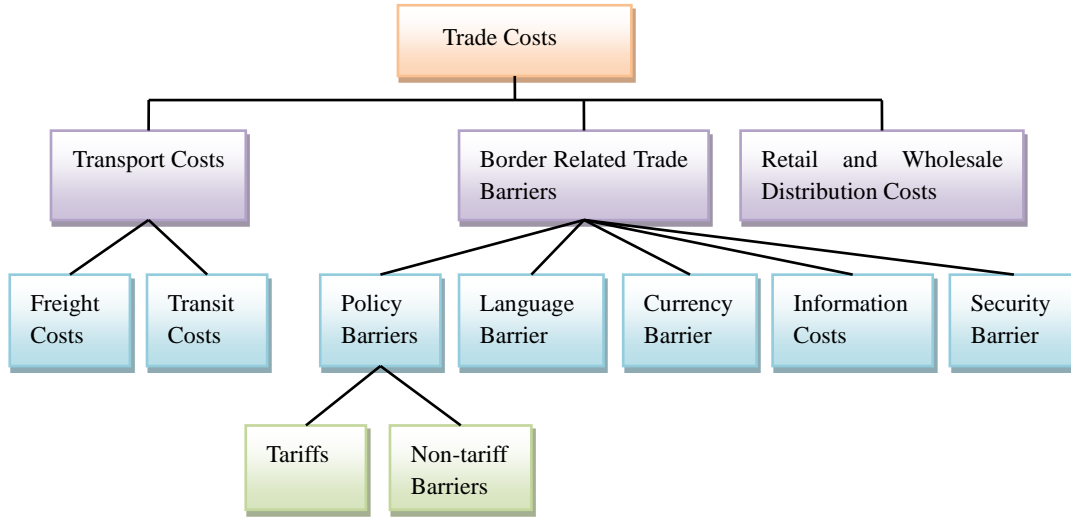 Trade Costs
Transport Costs
Border Related Trade
Barriers
Retail and Wholesale
Distribution Costs
Freight
Costs
Transit
Costs
Policy
Barriers
Language
Barrier
Currency
Barrier
Information
Costs
Security
Barrier
Tariffs
Non-tariff
Barriers